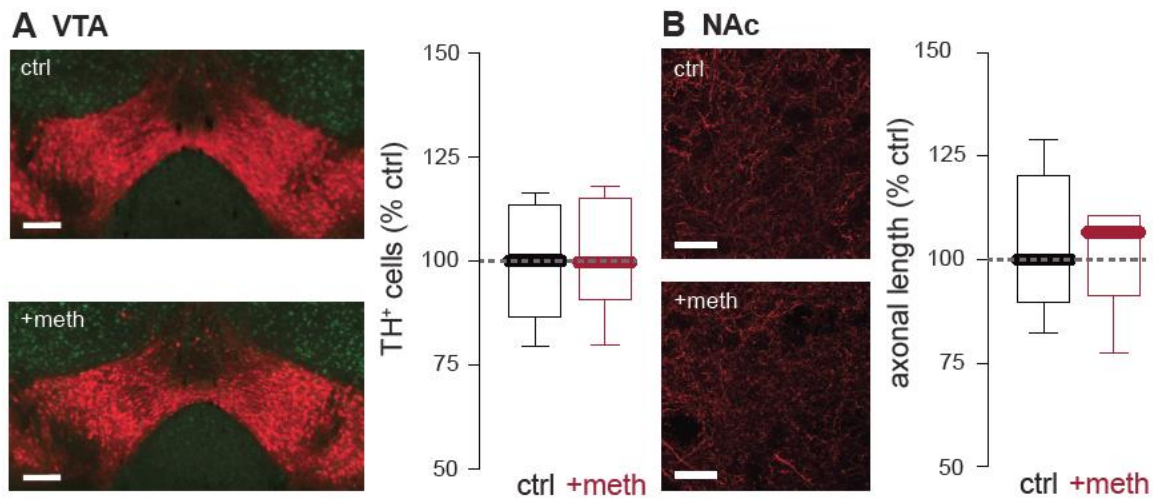 A VTA
ctrl
+meth
TH⁺ cells (% ctrl)
150
125
100
75
50
ctrl +meth
B NAc
ctrl
+meth
axonal length (% ctrl)
150
125
100
75
50
ctrl +meth